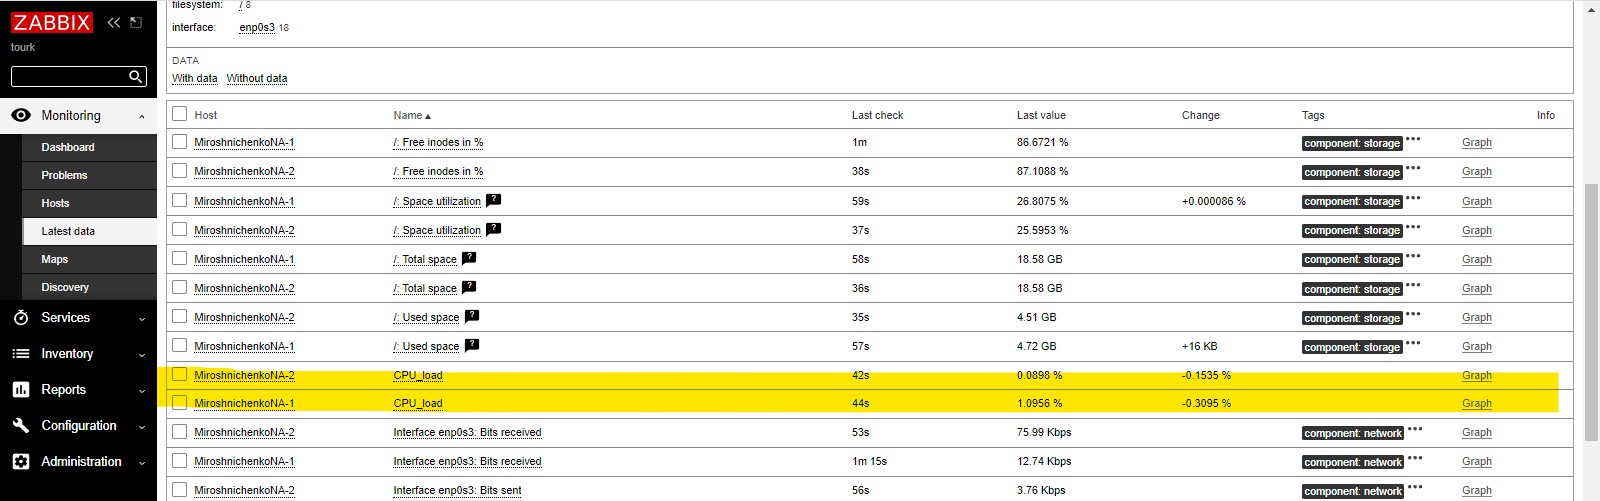 filesystem: / 8
ZABBIX
tourk
interface: enp0s3 18
DATA
With data Without data
Monitoring
Dashboard
Problems
Hosts
Latest data
Maps
Discovery
Services
Inventory
Reports
Configuration
Administration
Host Name Last check Last value Change Tags Info
MiroshnichenkoNA-1 /: Free inodes in % 1m 86.6721 % component: storage ••• Graph
MiroshnichenkoNA-2 /: Free inodes in % 38s 87.1088 % component: storage ••• Graph
MiroshnichenkoNA-1 /: Space utilization ? 59s 26.8075 % +0.000086 % component: storage ••• Graph
MiroshnichenkoNA-2 /: Space utilization ? 37s 25.5953 % component: storage ••• Graph
MiroshnichenkoNA-1 /: Total space ? 58s 18.58 GB component: storage ••• Graph
MiroshnichenkoNA-2 /: Total space ? 36s 18.58 GB component: storage ••• Graph
MiroshnichenkoNA-2 /: Used space ? 35s 4.51 GB component: storage ••• Graph
MiroshnichenkoNA-1 /: Used space ? 57s 4.72 GB +16 KB component: storage ••• Graph
MiroshnichenkoNA-2 CPU_load 42s 0.0898 % -0.1535 % Graph
MiroshnichenkoNA-1 CPU_load 44s 1.0956 % -0.3095 % Graph
MiroshnichenkoNA-2 Interface enp0s3: Bits received 53s 75.99 Kbps component: network ••• Graph
MiroshnichenkoNA-1 Interface enp0s3: Bits received 1m 15s 12.74 Kbps component: network ••• Graph
MiroshnichenkoNA-2 Interface enp0s3: Bits sent 56s 3.76 Kbps component: network ••• Graph